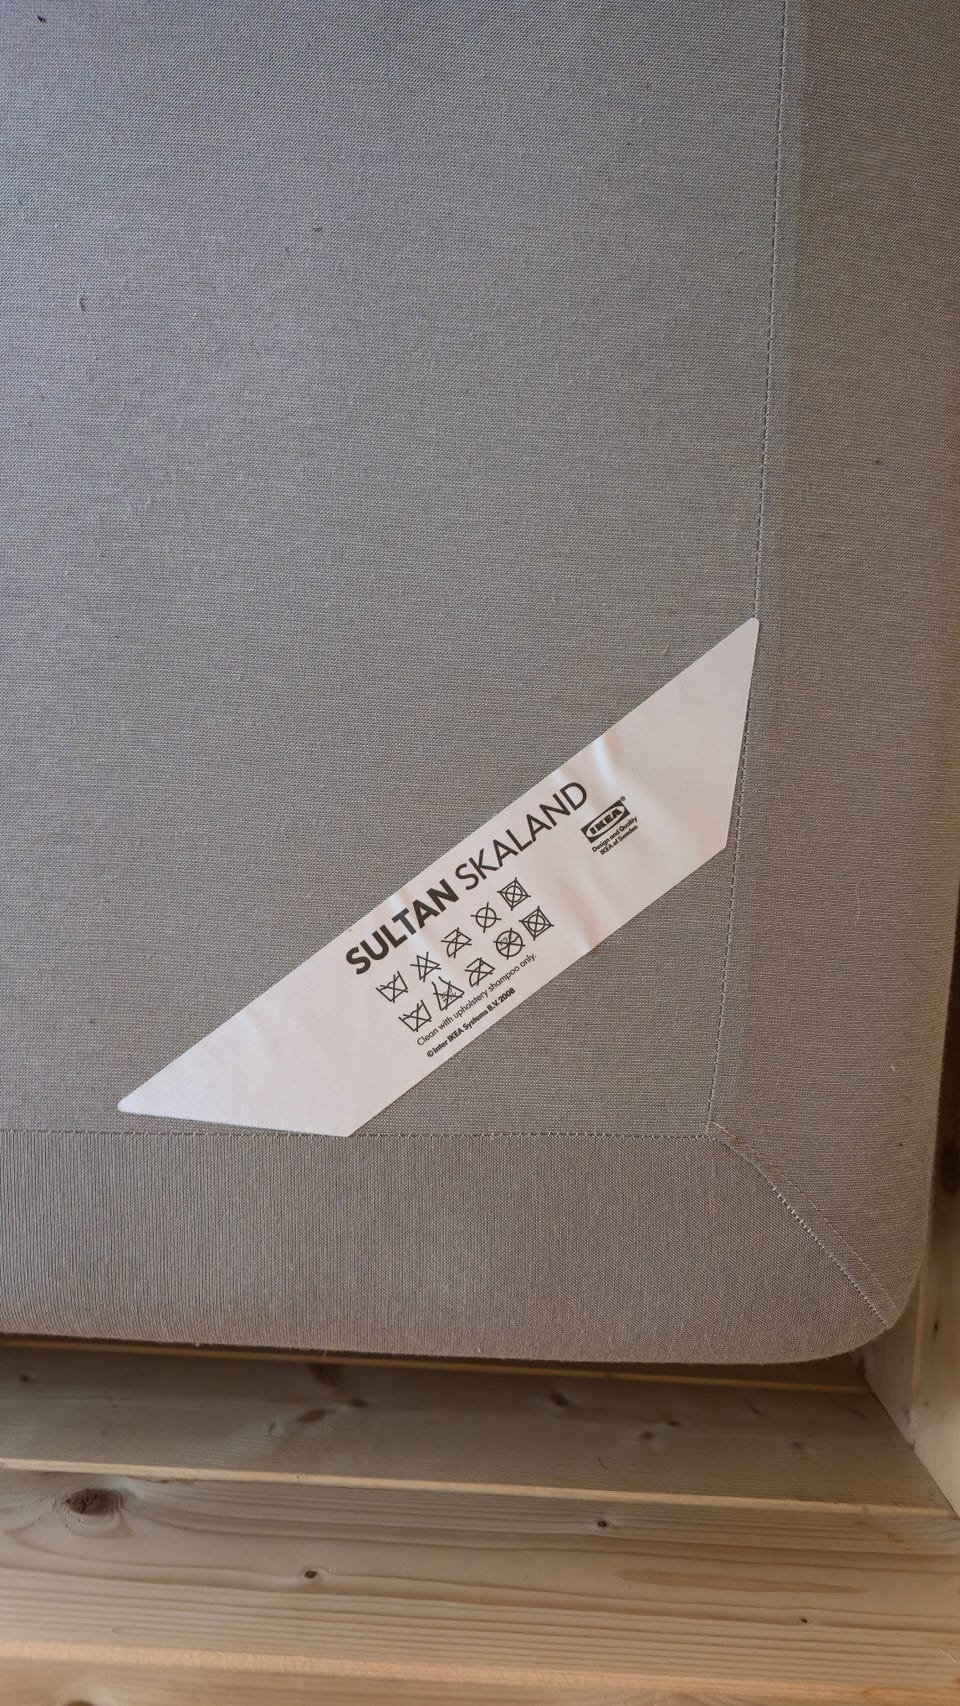 SULTAN SKALAND
IKEA®
Design and Quality
IKEA of Sweden
Clean with upholstery shampoo only.
© Inter IKEA Systems B.V. 2008